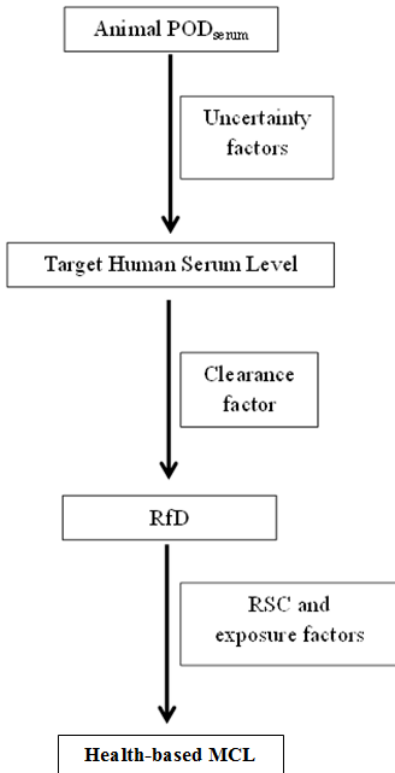 Animal PODserum
Uncertainty
factors
Target Human Serum Level
Clearance
factor
RfD
RSC and
exposure factors
Health-based MCL